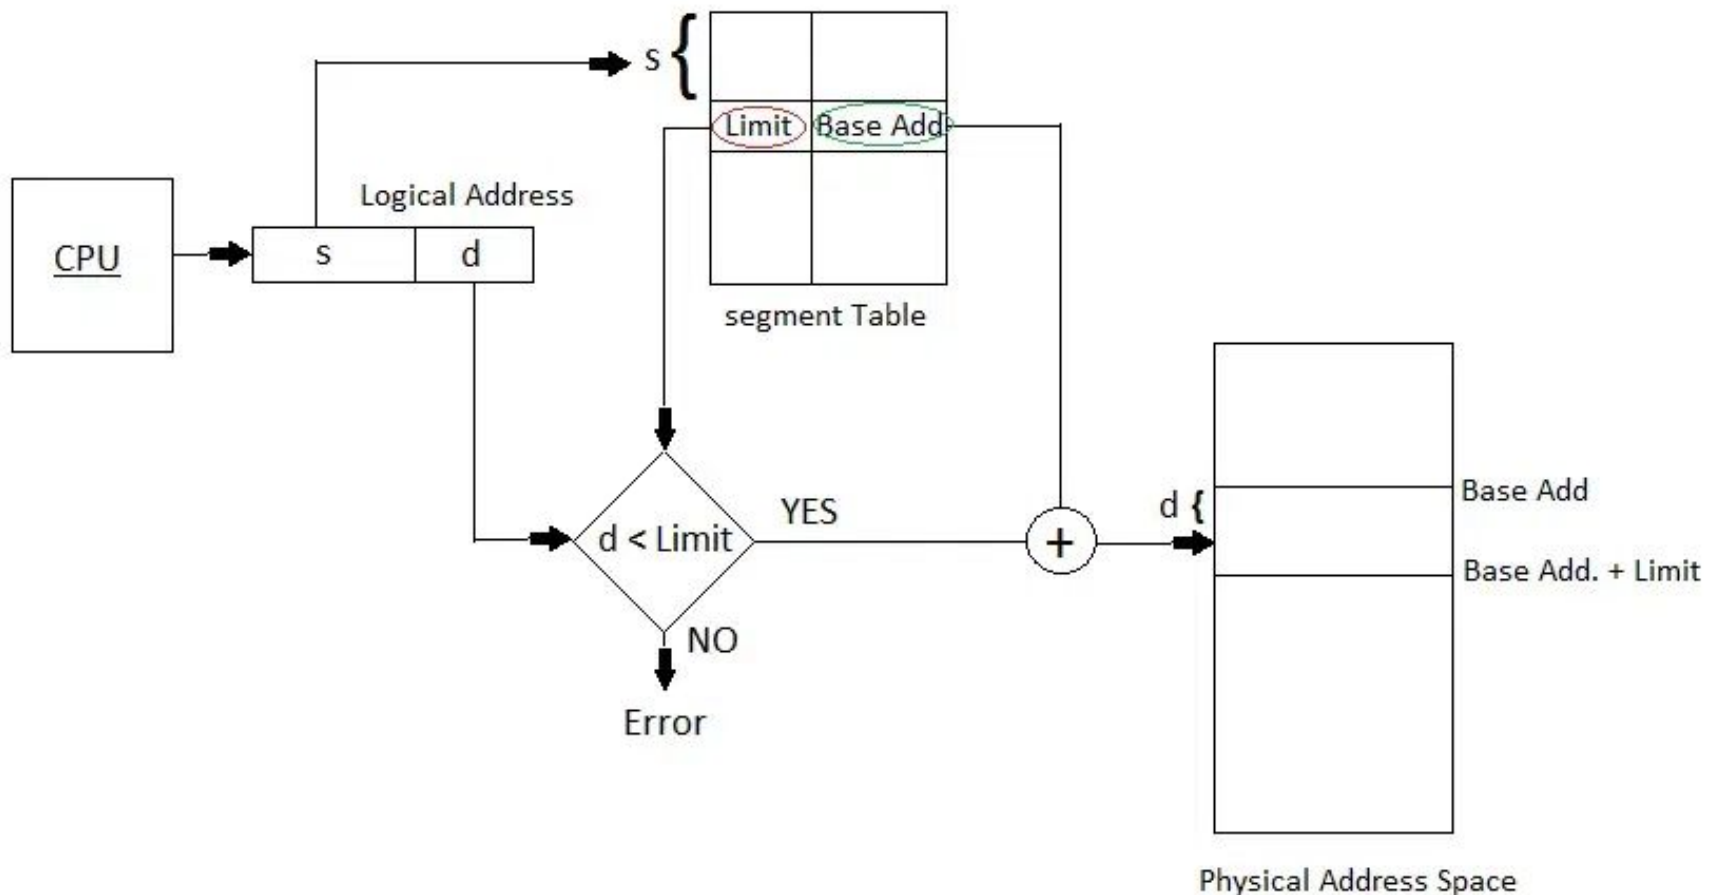 s {
Limit
Base Add
Logical Address
CPU
s
d
segment Table
Base Add
d {
YES
d < Limit
+
Base Add. + Limit
NO
Error
Physical Address Space